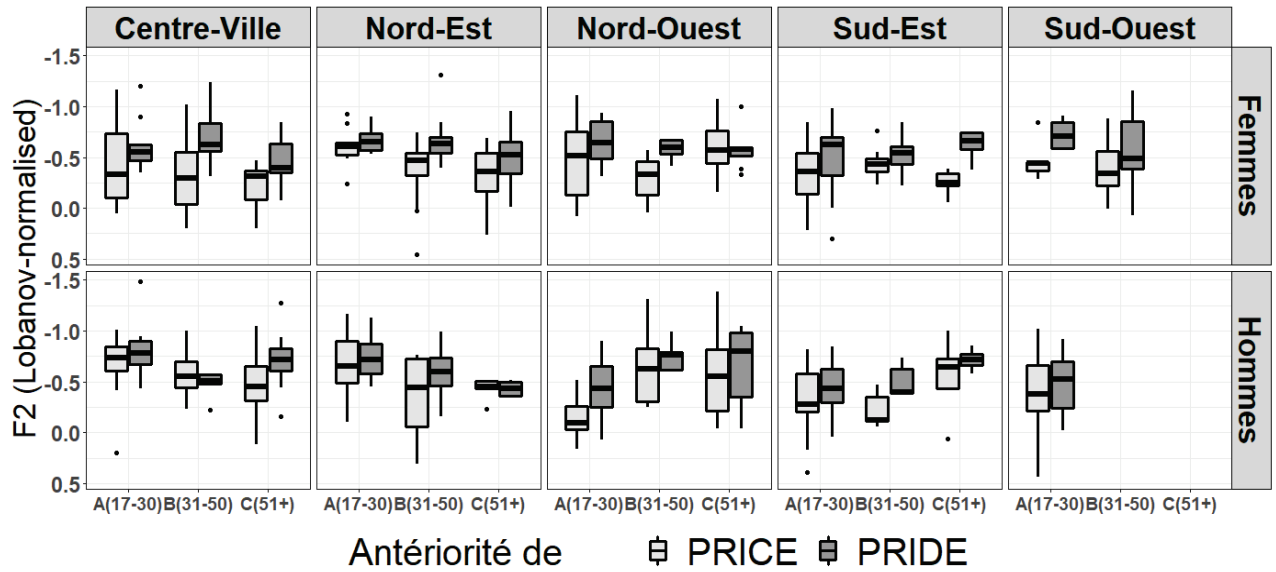 Centre-Ville Nord-Est Nord-Ouest Sud-Est Sud-Ouest
F2 (Lobanov-normalised)
-1.5
-1.0
-0.5
0.0
0.5
Femmes
-1.5
-1.0
-0.5
0.0
0.5
Hommes
A(17-30) B(31-50) C(51+) A(17-30) B(31-50) C(51+) A(17-30) B(31-50) C(51+) A(17-30) B(31-50) C(51+) A(17-30) B(31-50) C(51+)
Antériorité de PRICE PRIDE